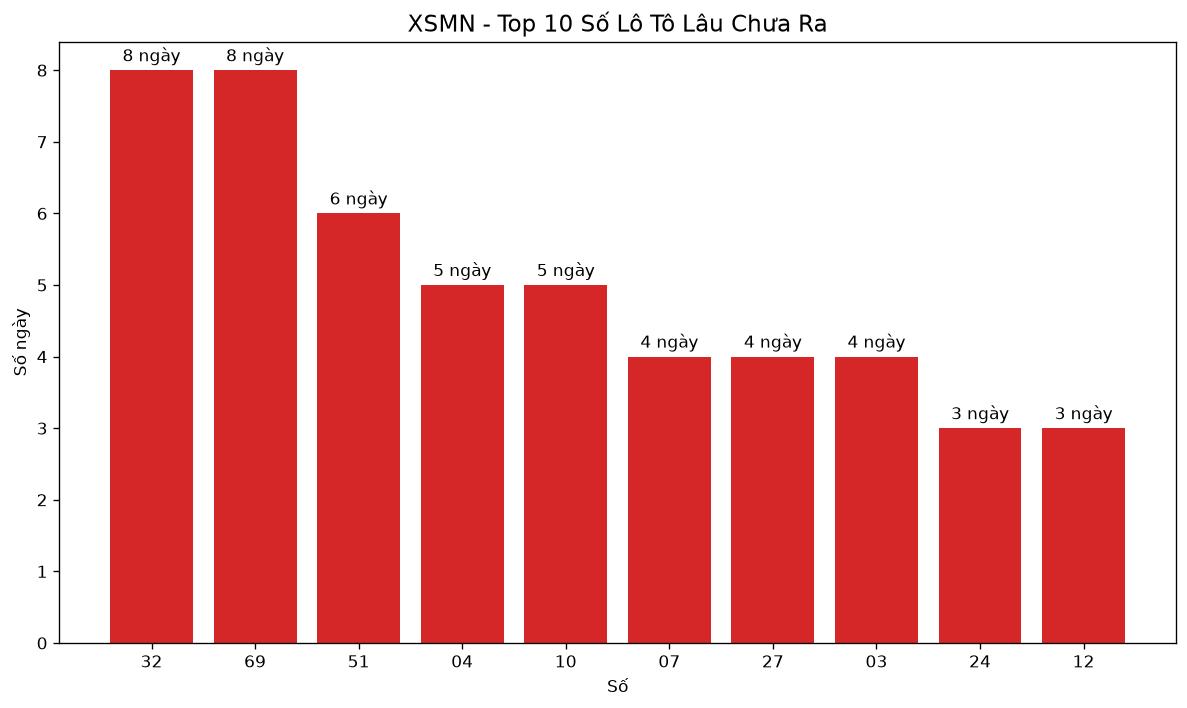 XSMN - Top 10 Số Lô Tô Lâu Chưa Ra
8 ngày 8 ngày
6 ngày
5 ngày 5 ngày
4 ngày 4 ngày 4 ngày
3 ngày 3 ngày
Số ngày
8
7
6
5
4
3
2
1
0
32 69 51 04 10 07 27 03 24 12
Số